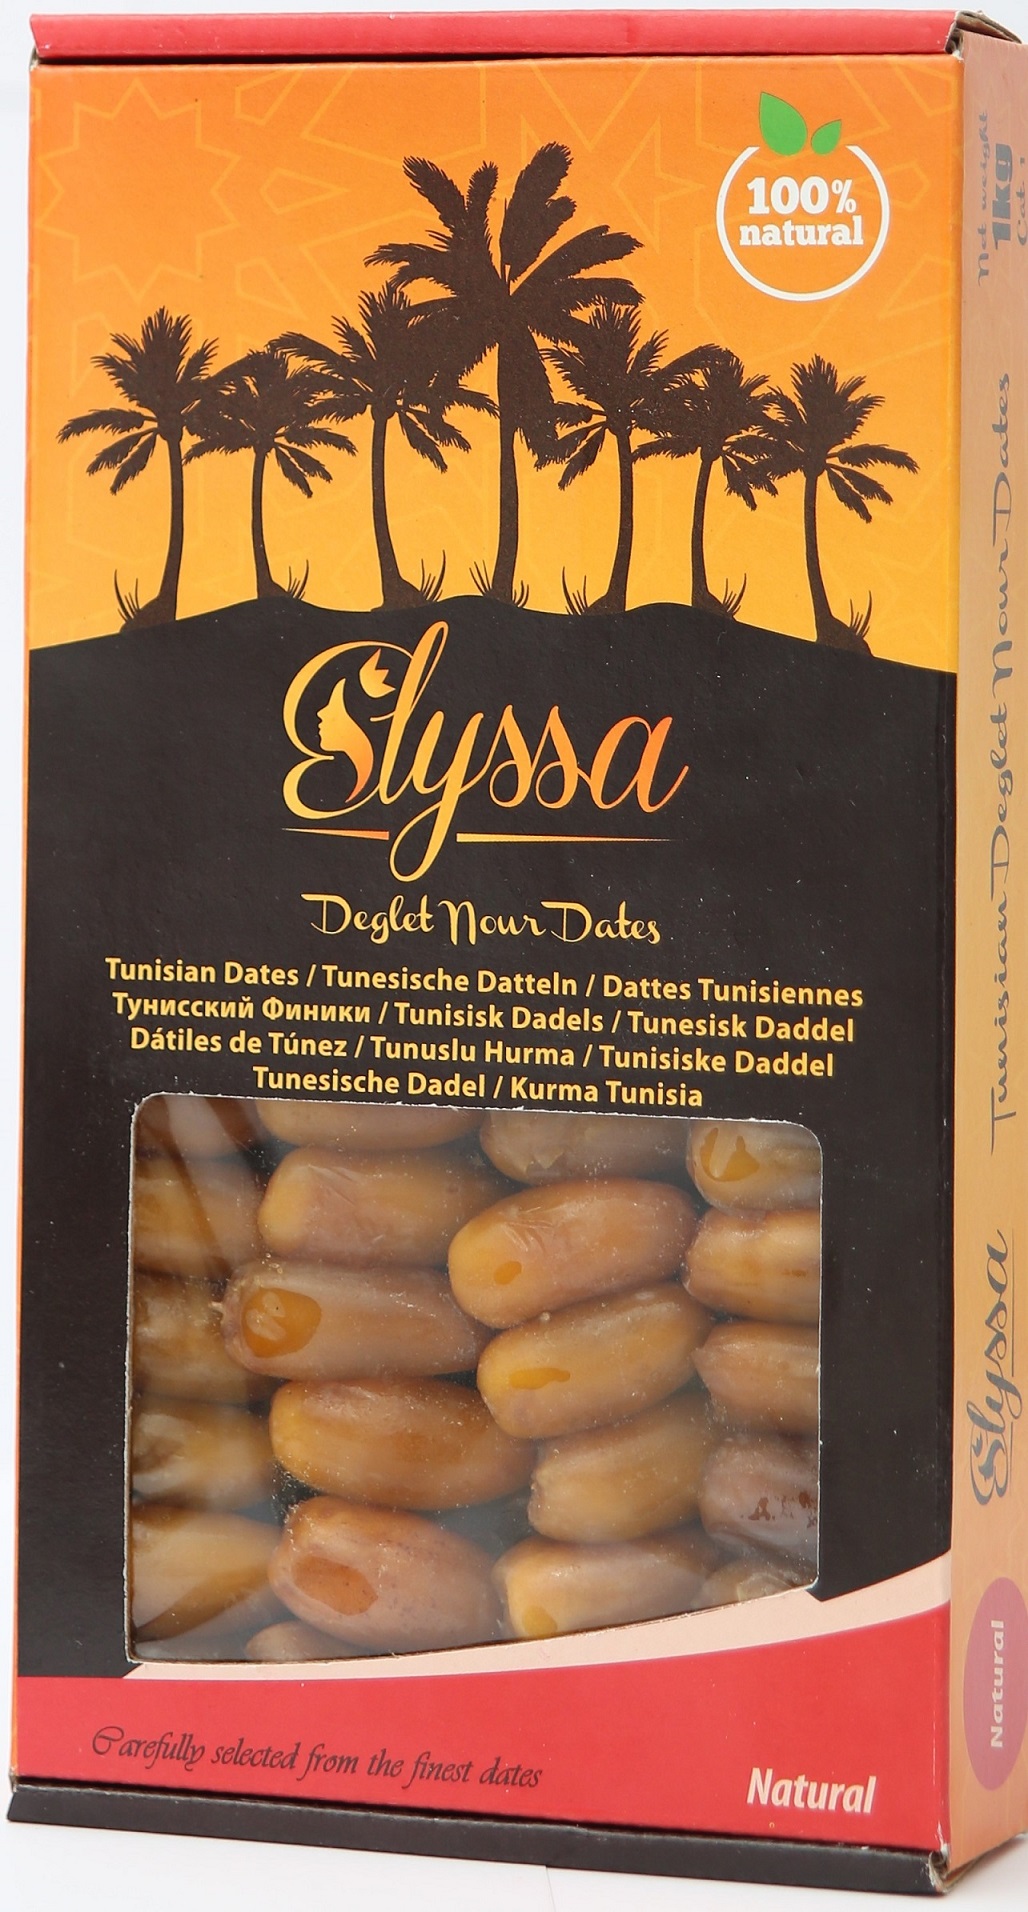 100%
natural
Elyssa
Deglet Nour Dates
Tunisian Dates / Tunesische Datteln / Dattes Tunisiennes
Тунисский Финики / Tunisisk Dadels / Tunesisk Daddel
Dátiles de Túnez / Tunuslu Hurma / Tunisiske Daddel
Tunesische Dadel / Kurma Tunisia
Carefully selected from the finest dates
Natural
Net weight
1kg
Cat 1
Tunisian Deglet Nour Dates
Elyssa
Natural